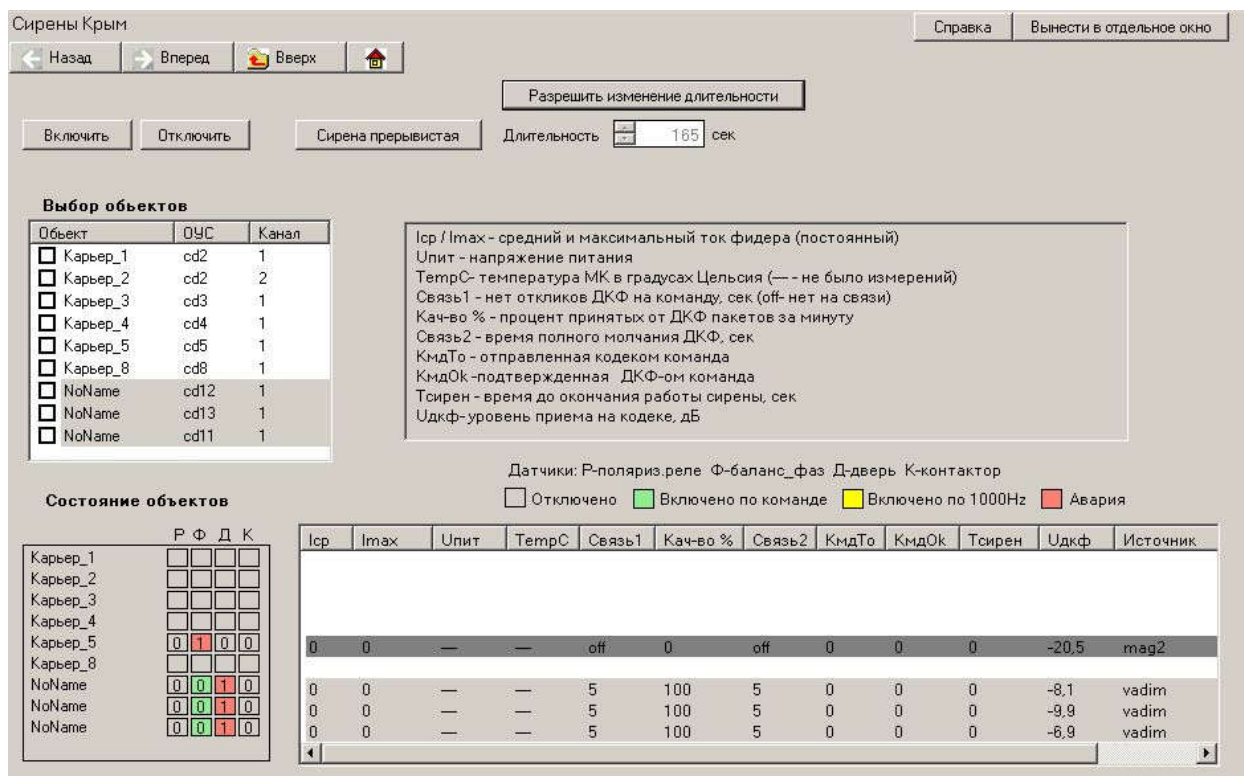 Сирены Крым
Справка Вынести в отдельное окно
Назад Вперед Вверх
Разрешить изменение длительности
Включить Отключить Сирена прерывистая Длительность 165 сек
Выбор обьектов
Обьект ОУС Канал
Карьер_1 cd2 1
Карьер_2 cd2 2
Карьер_3 cd3 1
Карьер_4 cd4 1
Карьер_5 cd5 1
Карьер_8 cd8 1
NoName cd12 1
NoName cd13 1
NoName cd11 1
Icp / Imax - средний и максимальный ток фидера (постоянный)
Uпит - напряжение питания
TempC- температура МК в градусах Цельсия (--- - не было измерений)
Связь1 - нет откликов ДКФ на команду, сек (off- нет на связи)
Кач-во % - процент принятых от ДКФ пакетов за минуту
Связь2 - время полного молчания ДКФ, сек
КмдTo - отправленная кодеком команда
КмдOk -подтвержденная ДКФ-ом команда
Тсирен - время до окончания работы сирены, сек
Uдкф- уровень приема на кодеке, дБ
Датчики: Р-поляриз.реле Ф-баланс_фаз Д-дверь К-контактор
Отключено Включено по команде Включено по 1000Hz Авария
Состояние объектов
Р Ф Д К
Карьер_1
Карьер_2
Карьер_3
Карьер_4
Карьер_5 0 1 0 0
Карьер_8
NoName 0 0 1 0
NoName 0 0 1 0
NoName 0 0 1 0
Icp Imax Uпит TempC Связь1 Кач-во % Связь2 КмдTo КмдOk Тсирен Uдкф Источник
0 0 --- --- off 0 off 0 0 0 -20,5 mag2
0 0 --- --- 5 100 5 0 0 0 -8,1 vadim
0 0 --- --- 5 100 5 0 0 0 -9,9 vadim
0 0 --- --- 5 100 5 0 0 0 -6,9 vadim